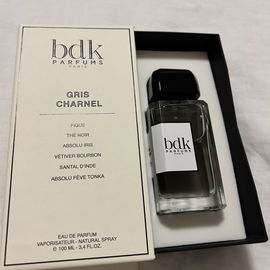 bdk
PARFUMS
PARIS
GRIS
CHARNEL
FIGUE
THÉ NOIR
ABSOLU IRIS
VÉTIVER BOURBON
SANTAL D'INDE
ABSOLU FÈVE TONKA
EAU DE PARFUM
VAPORISATEUR - NATURAL SPRAY
℮ 100 ML - 3.4 FL.OZ.
bdk
PARFUMS
PARIS